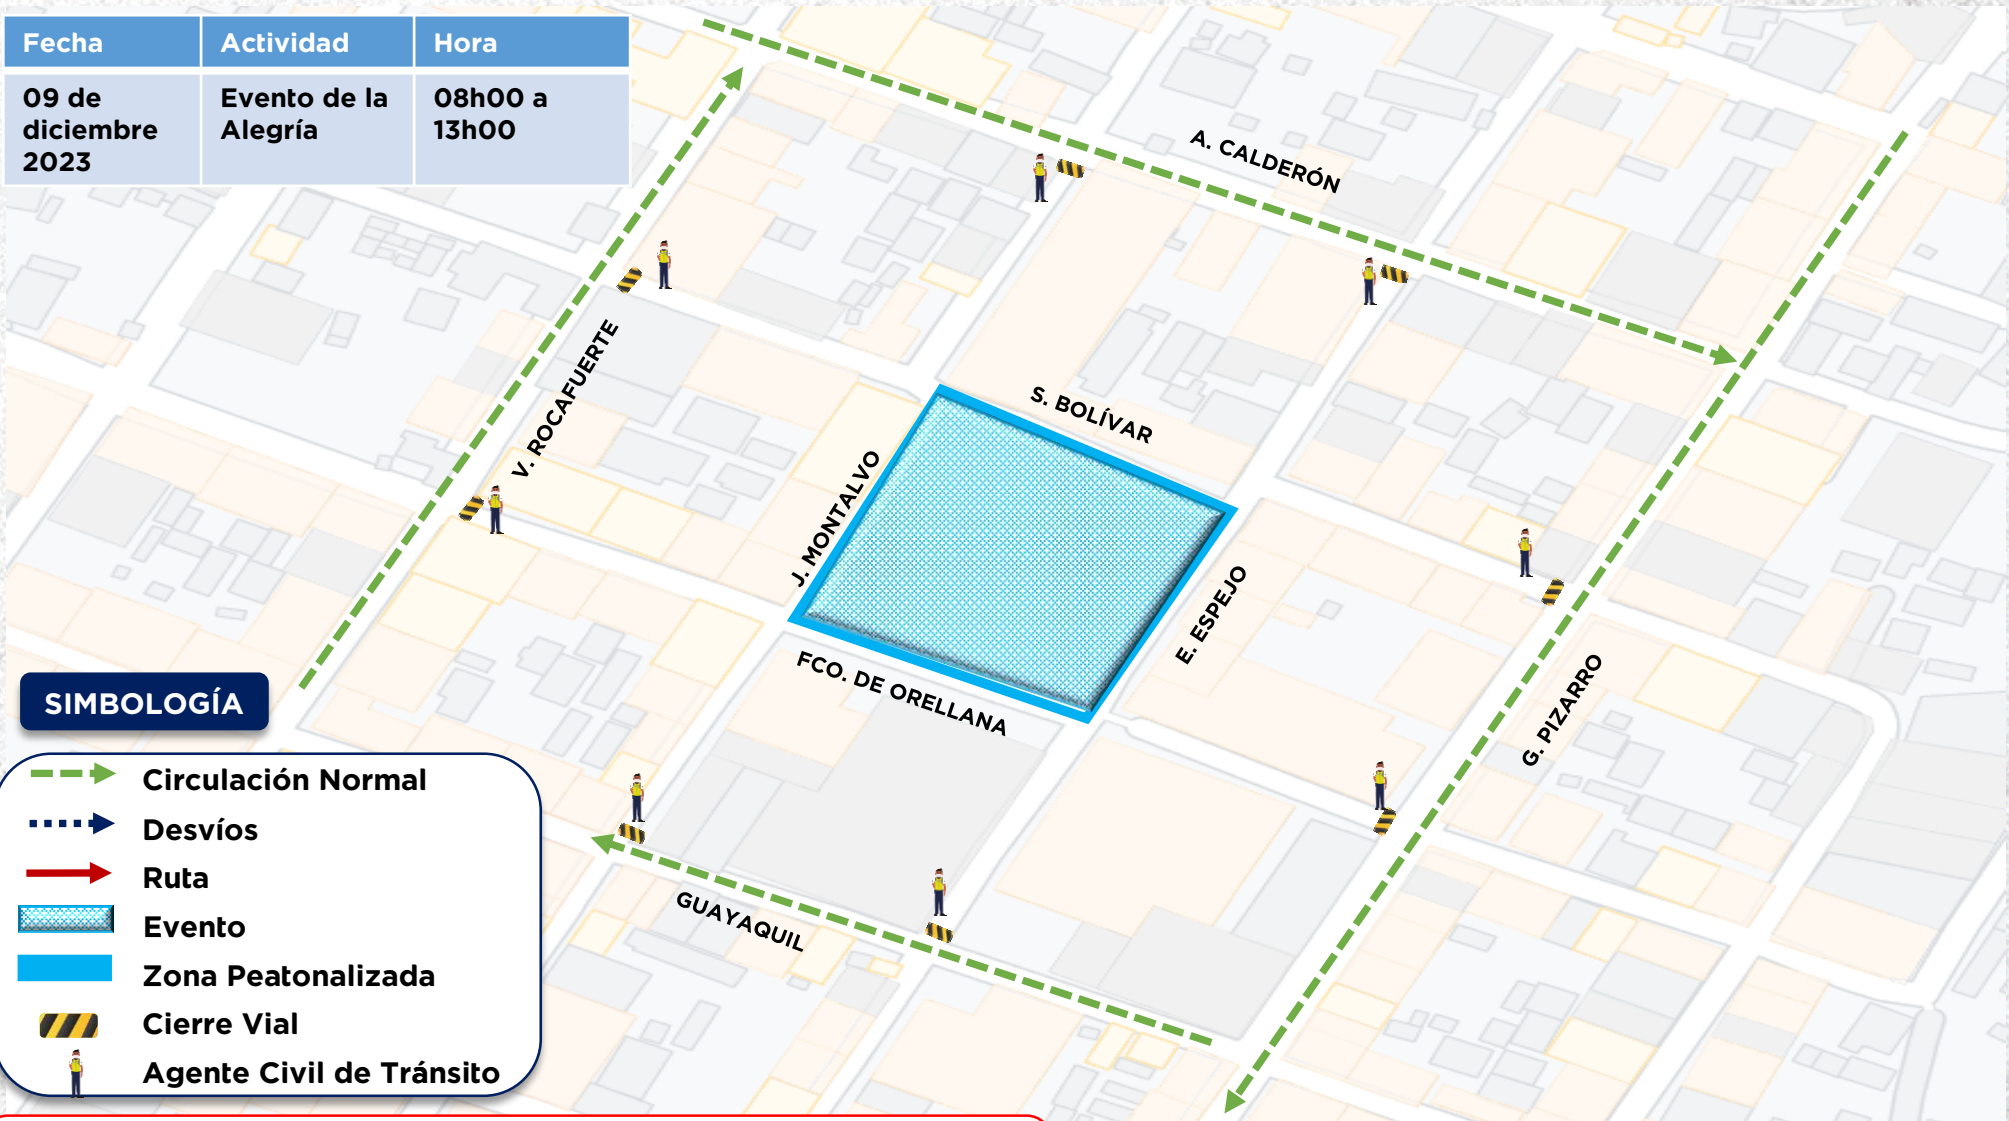 Fecha
Actividad
Hora
09 de
diciembre
2023
Evento de la
Alegría
08h00 a
13h00
A. CALDERÓN
V. ROCAFUERTE
S. BOLÍVAR
J. MONTALVO
E. ESPEJO
FCO. DE ORELLANA
G. PIZARRO
GUAYAQUIL
SIMBOLOGÍA
Circulación Normal
Desvíos
Ruta
Evento
Zona Peatonalizada
Cierre Vial
Agente Civil de Tránsito